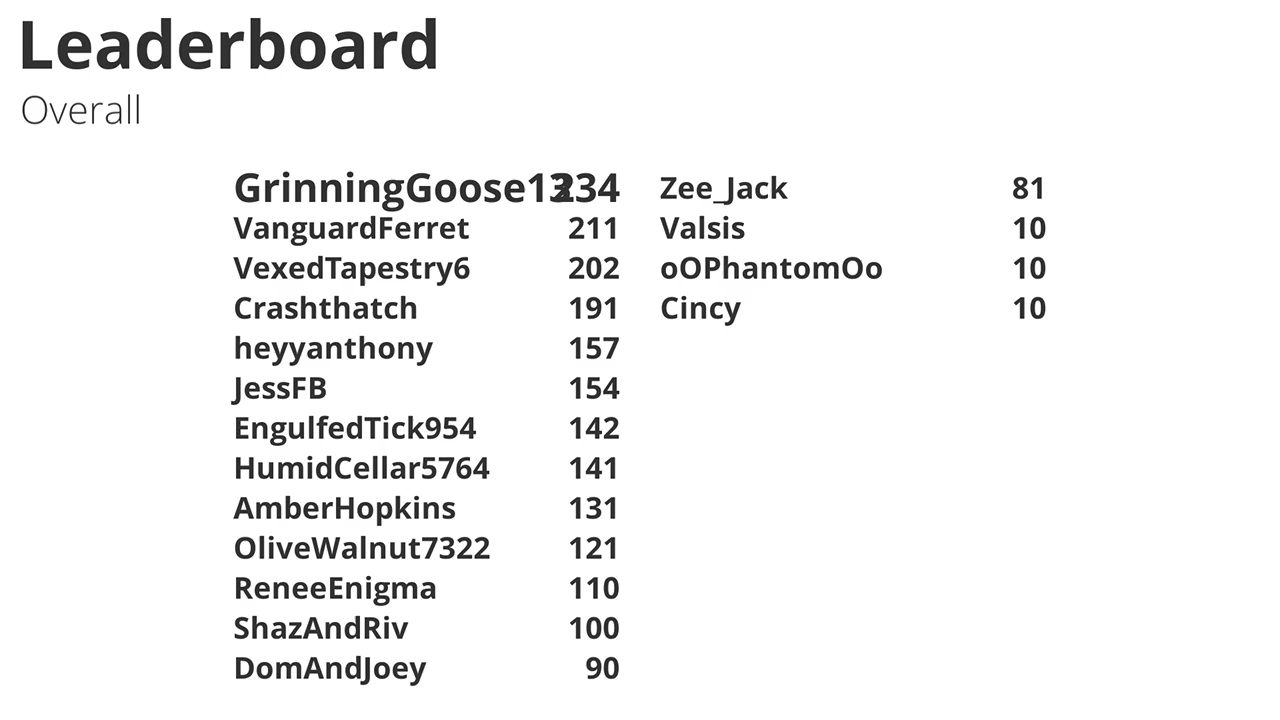 Leaderboard
Overall
GrinningGoose13 234
VanguardFerret 211
VexedTapestry6 202
Crashthatch 191
heyyanthony 157
JessFB 154
EngulfedTick954 142
HumidCellar5764 141
AmberHopkins 131
OliveWalnut7322 121
ReneeEnigma 110
ShazAndRiv 100
DomAndJoey 90
Zee_Jack 81
Valsis 10
oOPhantomOo 10
Cincy 10